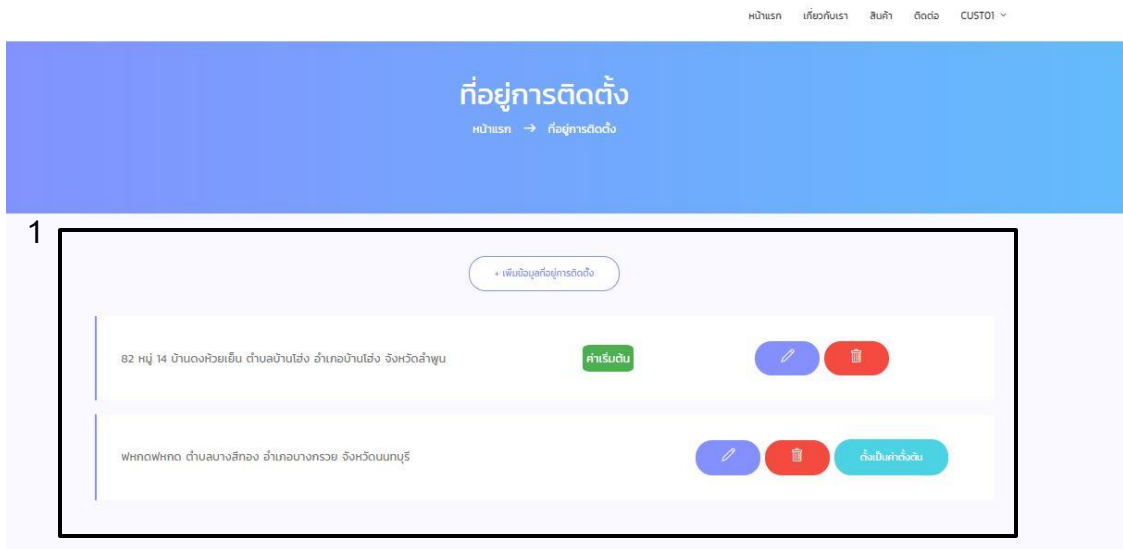 หน้าแรก เกี่ยวกับเรา สินค้า ติดต่อ CUST01
ที่อยู่การติดตั้ง
หน้าแรก → ที่อยู่การติดตั้ง
1
+ เพิ่มข้อมูลที่อยู่การติดตั้ง
82 หมู่ 14 บ้านดงห้วยเย็น ตำบลบ้านโฮ่ง อำเภอบ้านโฮ่ง จังหวัดลำพูน ค่าเริ่มต้น
ฟหกดฟหกด ตำบลบางสีทอง อำเภอบางกรวย จังหวัดนนทบุรี ตั้งเป็นค่าตั้งต้น